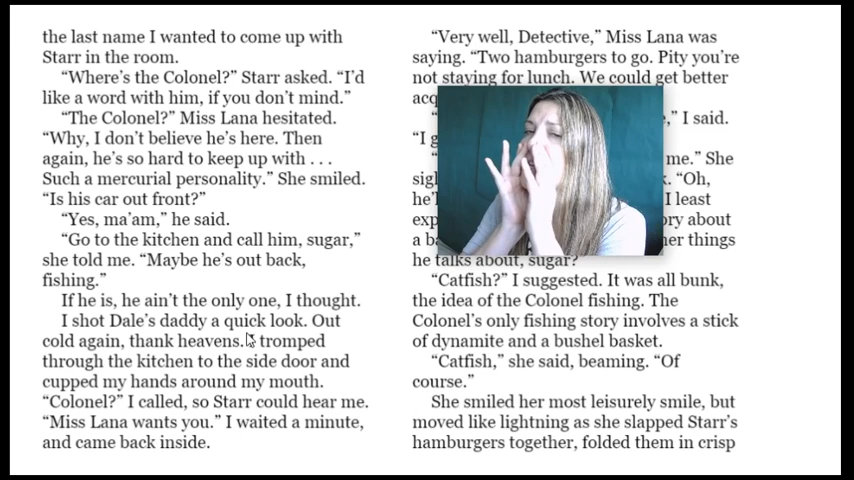 the last name I wanted to come up with
Starr in the room.
“Where’s the Colonel?” Starr asked. “I’d
like a word with him, if you don’t mind.”
“The Colonel?” Miss Lana hesitated.
“Why, I don’t believe he’s here. Then
again, he’s so hard to keep up with . . .
Such a mercurial personality.” She smiled.
“Is his car out front?”
“Yes, ma’am,” he said.
“Go to the kitchen and call him, sugar,”
she told me. “Maybe he’s out back,
fishing.”
If he is, he ain’t the only one, I thought.
I shot Dale’s daddy a quick look. Out
cold again, thank heavens. tromped
through the kitchen to the side door and
cupped my hands around my mouth.
“Colonel?” I called, so Starr could hear me.
“Miss Lana wants you.” I waited a minute,
and came back inside.
“Very well, Detective,” Miss Lana was
saying. “Two hamburgers to go. Pity you’re
not staying for lunch. We could get better
,” I said.
“I
me.” She
“Oh,
I least
about
a things
he talks about, sugar?”
“Catfish?” I suggested. It was all bunk,
the idea of the Colonel fishing. The
Colonel’s only fishing story involves a stick
of dynamite and a bushel basket.
“Catfish,” she said, beaming. “Of
course.”
She smiled her most leisurely smile, but
moved like lightning as she slapped Starr’s
hamburgers together, folded them in crisp